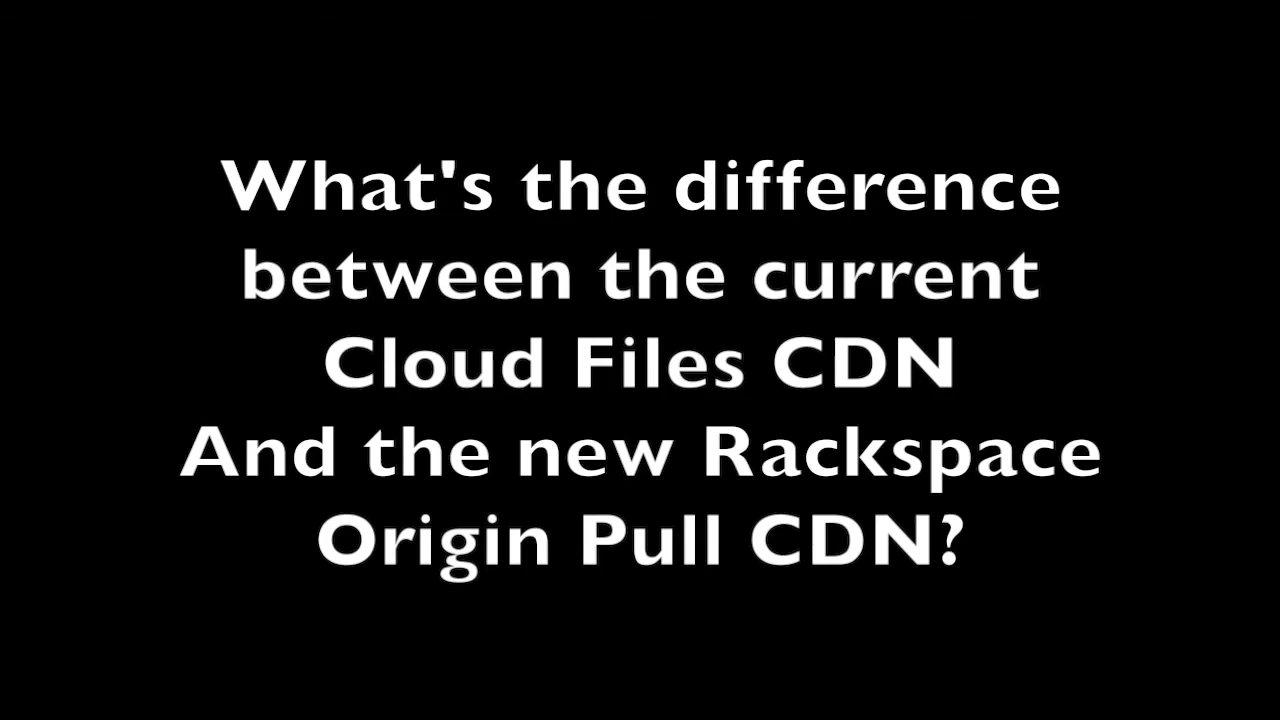 What's the difference
between the current
Cloud Files CDN
And the new Rackspace
Origin Pull CDN?